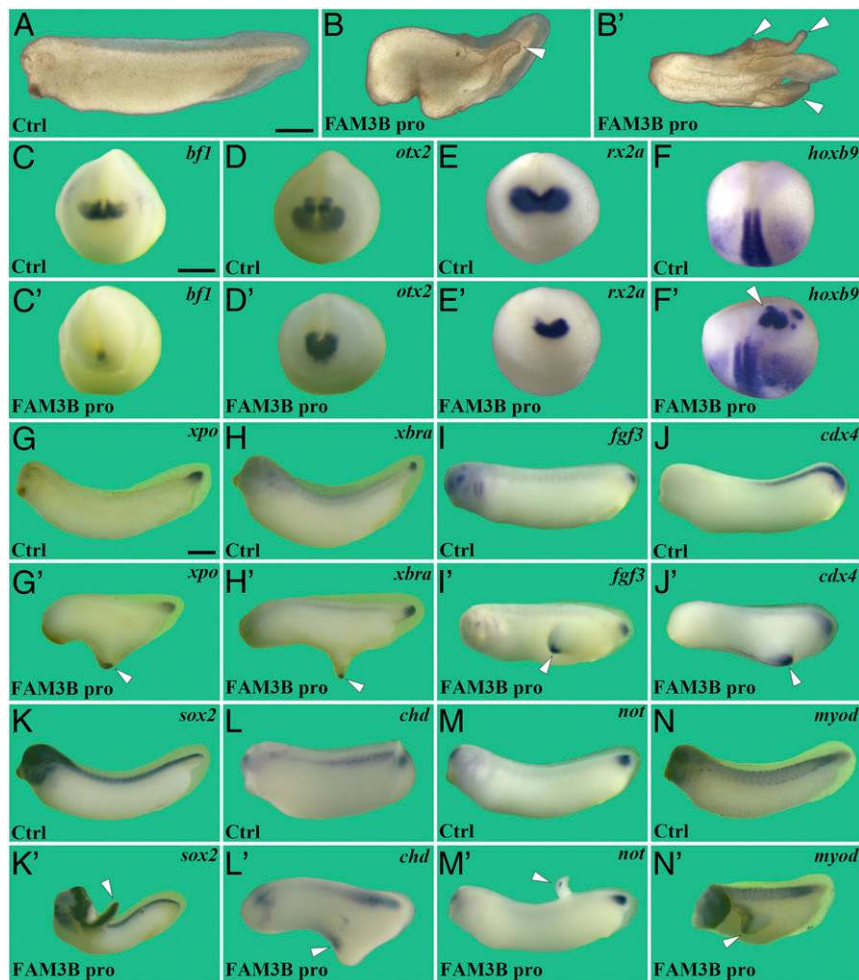 A B B'
Ctrl FAM3B pro FAM3B pro
C bf1 D otx2 E rx2a F hoxb9
Ctrl Ctrl Ctrl Ctrl
C' bf1 D' otx2 E' rx2a F' hoxb9
FAM3B pro FAM3B pro FAM3B pro FAM3B pro
G xpo H xbra I fgf3 J cdx4
Ctrl Ctrl Ctrl Ctrl
G' xpo H' xbra I' fgf3 J' cdx4
FAM3B pro FAM3B pro FAM3B pro FAM3B pro
K sox2 L chd M not N myod
Ctrl Ctrl Ctrl Ctrl
K' sox2 L' chd M' not N' myod
FAM3B pro FAM3B pro FAM3B pro FAM3B pro